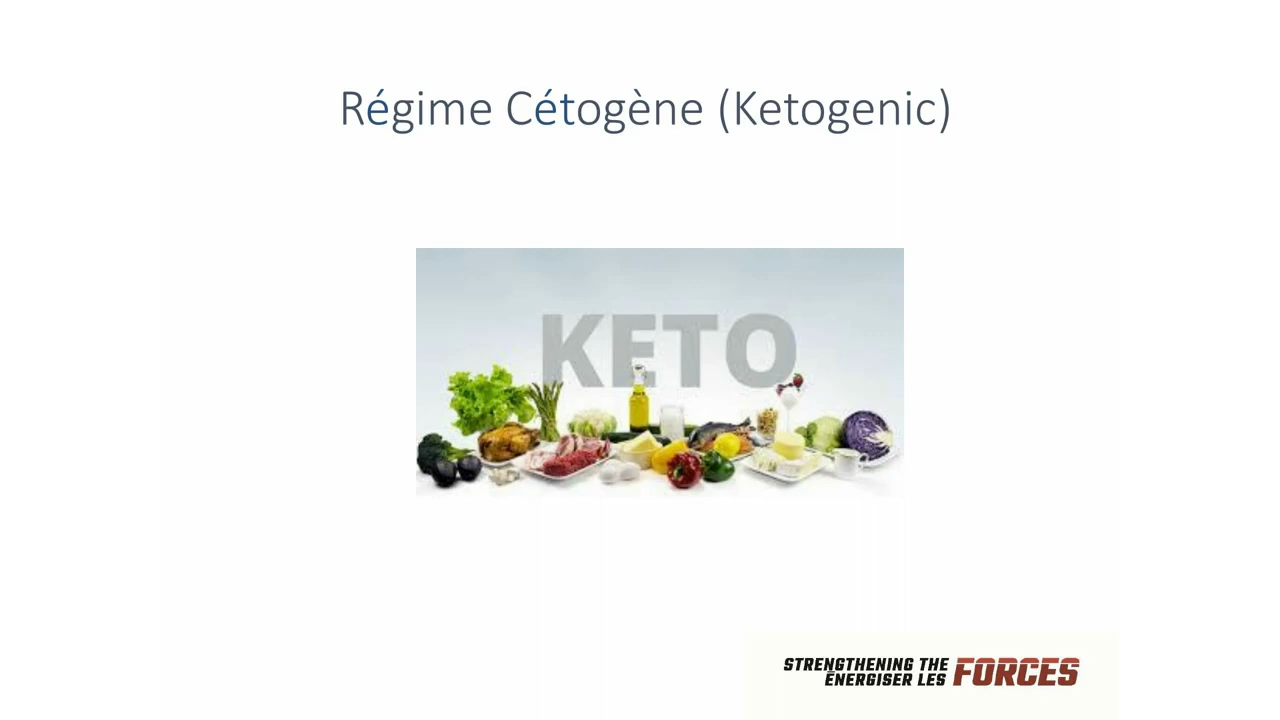 Régime Cétogène (Ketogenic)
KETO
STRENGTHENING THE
ÉNERGISER LES FORCES